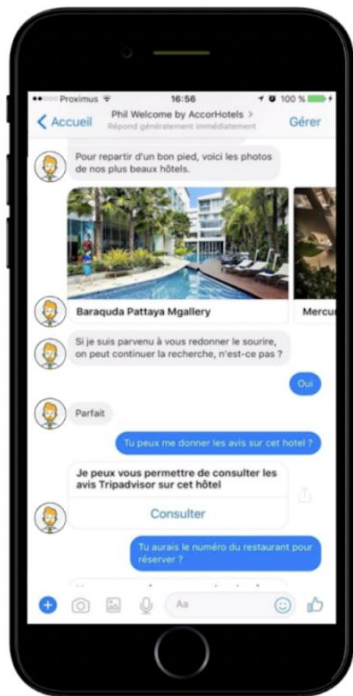 Proximus 16:56 100 %
Accueil Phil Welcome by AccorHotels > Gérer
Répond généralement immédiatement
Pour repartir d'un bon pied, voici les photos
de nos plus beaux hôtels.
Baraquda Pattaya Mgallery
Mercu
Si je suis parvenu à vous redonner le sourire,
on peut continuer la recherche, n'est-ce pas ?
Oui
Parfait
Tu peux me donner les avis sur cet hotel ?
Je peux vous permettre de consulter les
avis Tripadvisor sur cet hôtel
Consulter
Tu aurais le numéro du restaurant pour
réserver ?
Aa